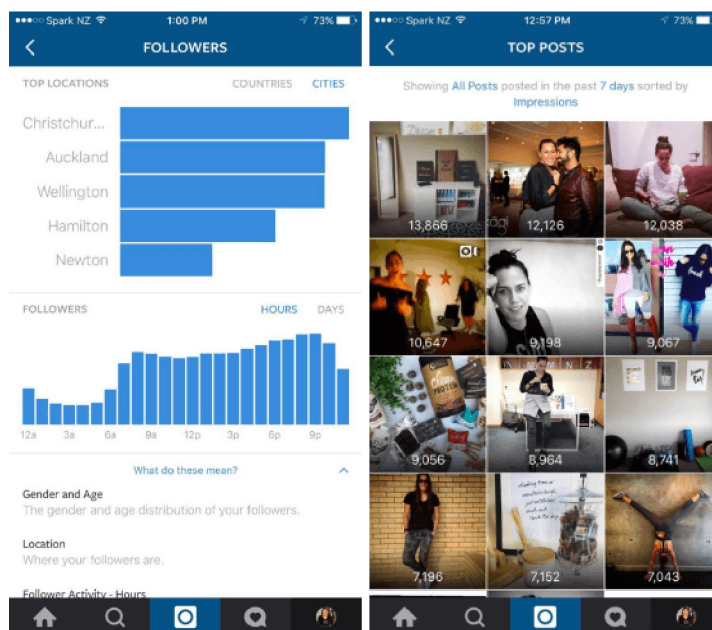 ●●●○○ Spark NZ
1:00 PM
73%
FOLLOWERS
TOP LOCATIONS
COUNTRIES
CITIES
Christchur...
Auckland
Wellington
Hamilton
Newton
FOLLOWERS
HOURS
DAYS
12a 3a 6a 9a 12p 3p 6p 9p
What do these mean?
Gender and Age
The gender and age distribution of your followers.
Location
Where your followers are.
Follower Activity - Hours
●●●○○ Spark NZ
12:57 PM
73%
TOP POSTS
Showing All Posts posted in the past 7 days sorted by
Impressions
13,866
12,126
12,038
10,647
9,198
9,067
9,056
8,964
8,741
7,196
7,152
7,043
clean
PROTEIN